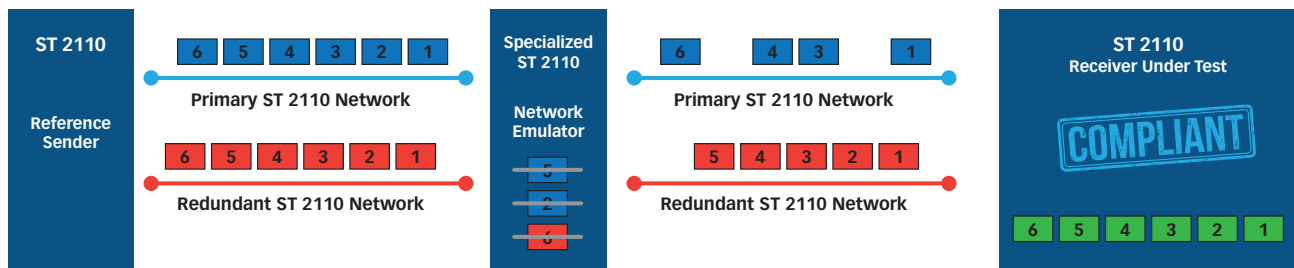 ST 2110
Reference
Sender
6 5 4 3 2 1
Primary ST 2110 Network
6 5 4 3 2 1
Redundant ST 2110 Network
Specialized
ST 2110
Network
Emulator
5
2
6
6 4 3 1
Primary ST 2110 Network
5 4 3 2 1
Redundant ST 2110 Network
ST 2110
Receiver Under Test
COMPLIANT
6 5 4 3 2 1